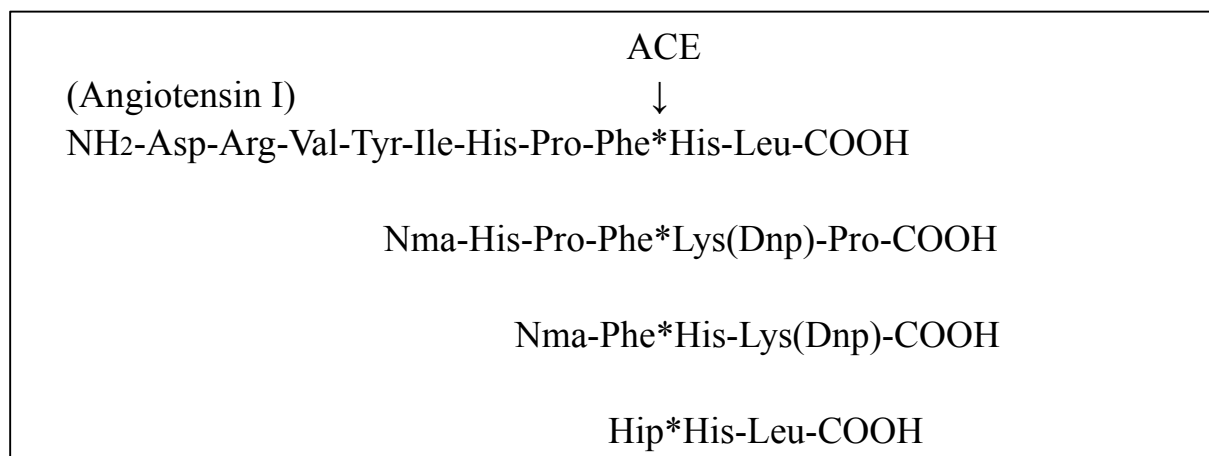 ACE
(Angiotensin I) ↓
NH2-Asp-Arg-Val-Tyr-Ile-His-Pro-Phe*His-Leu-COOH
Nma-His-Pro-Phe*Lys(Dnp)-Pro-COOH
Nma-Phe*His-Lys(Dnp)-COOH
Hip*His-Leu-COOH